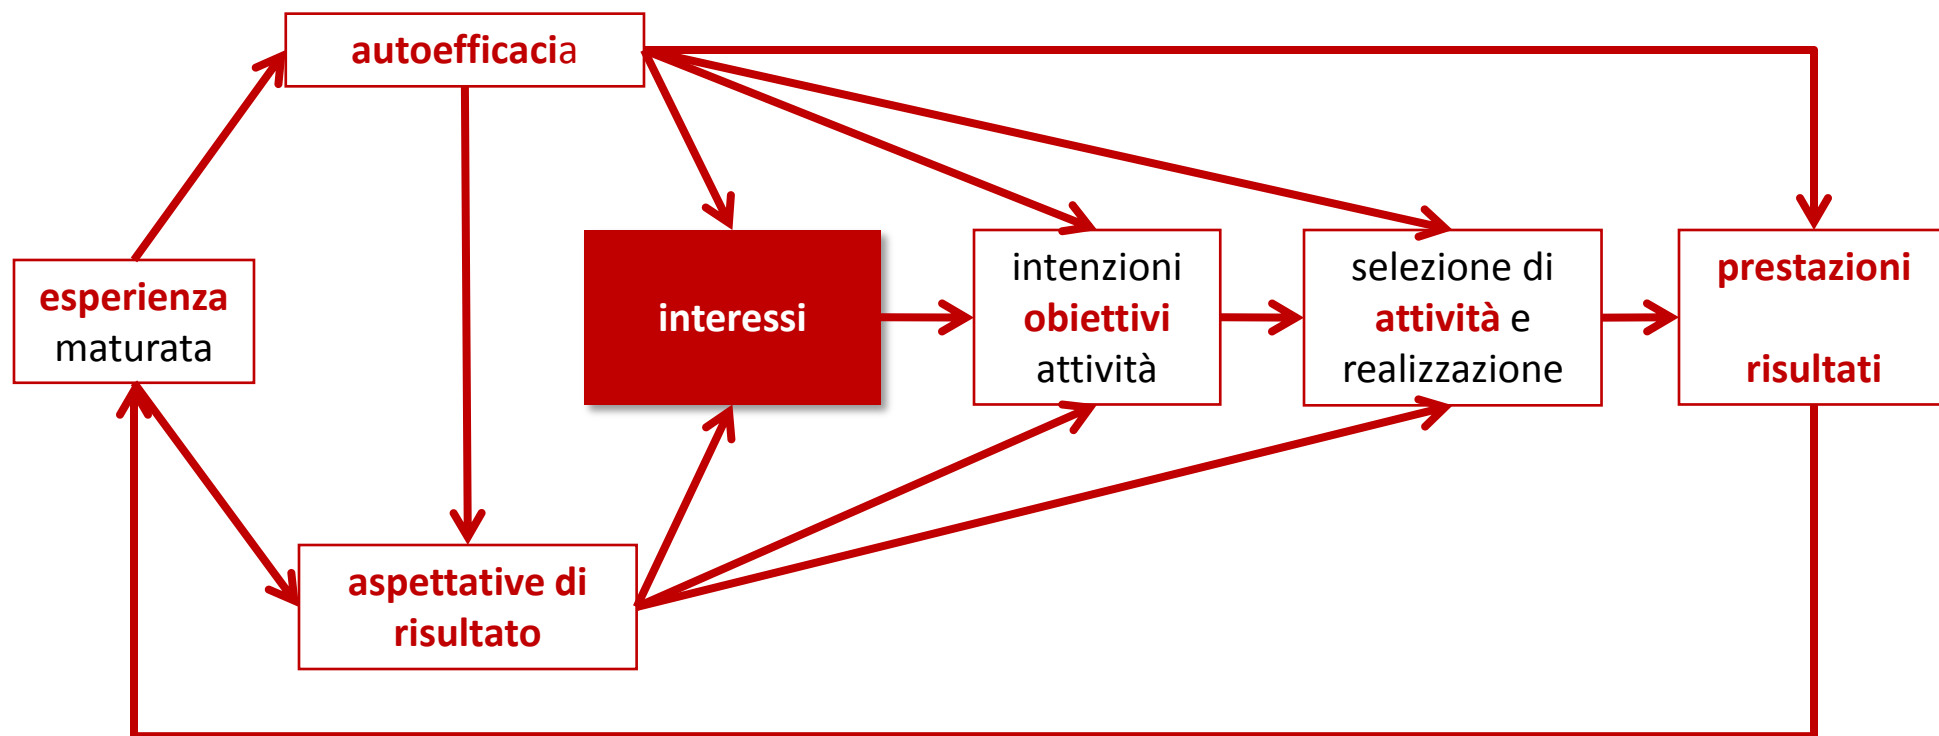 autoefficacia
esperienza
maturata
interessi
intenzioni
obiettivi
attività
selezione di
attività e
realizzazione
prestazioni
risultati
aspettative di
risultato